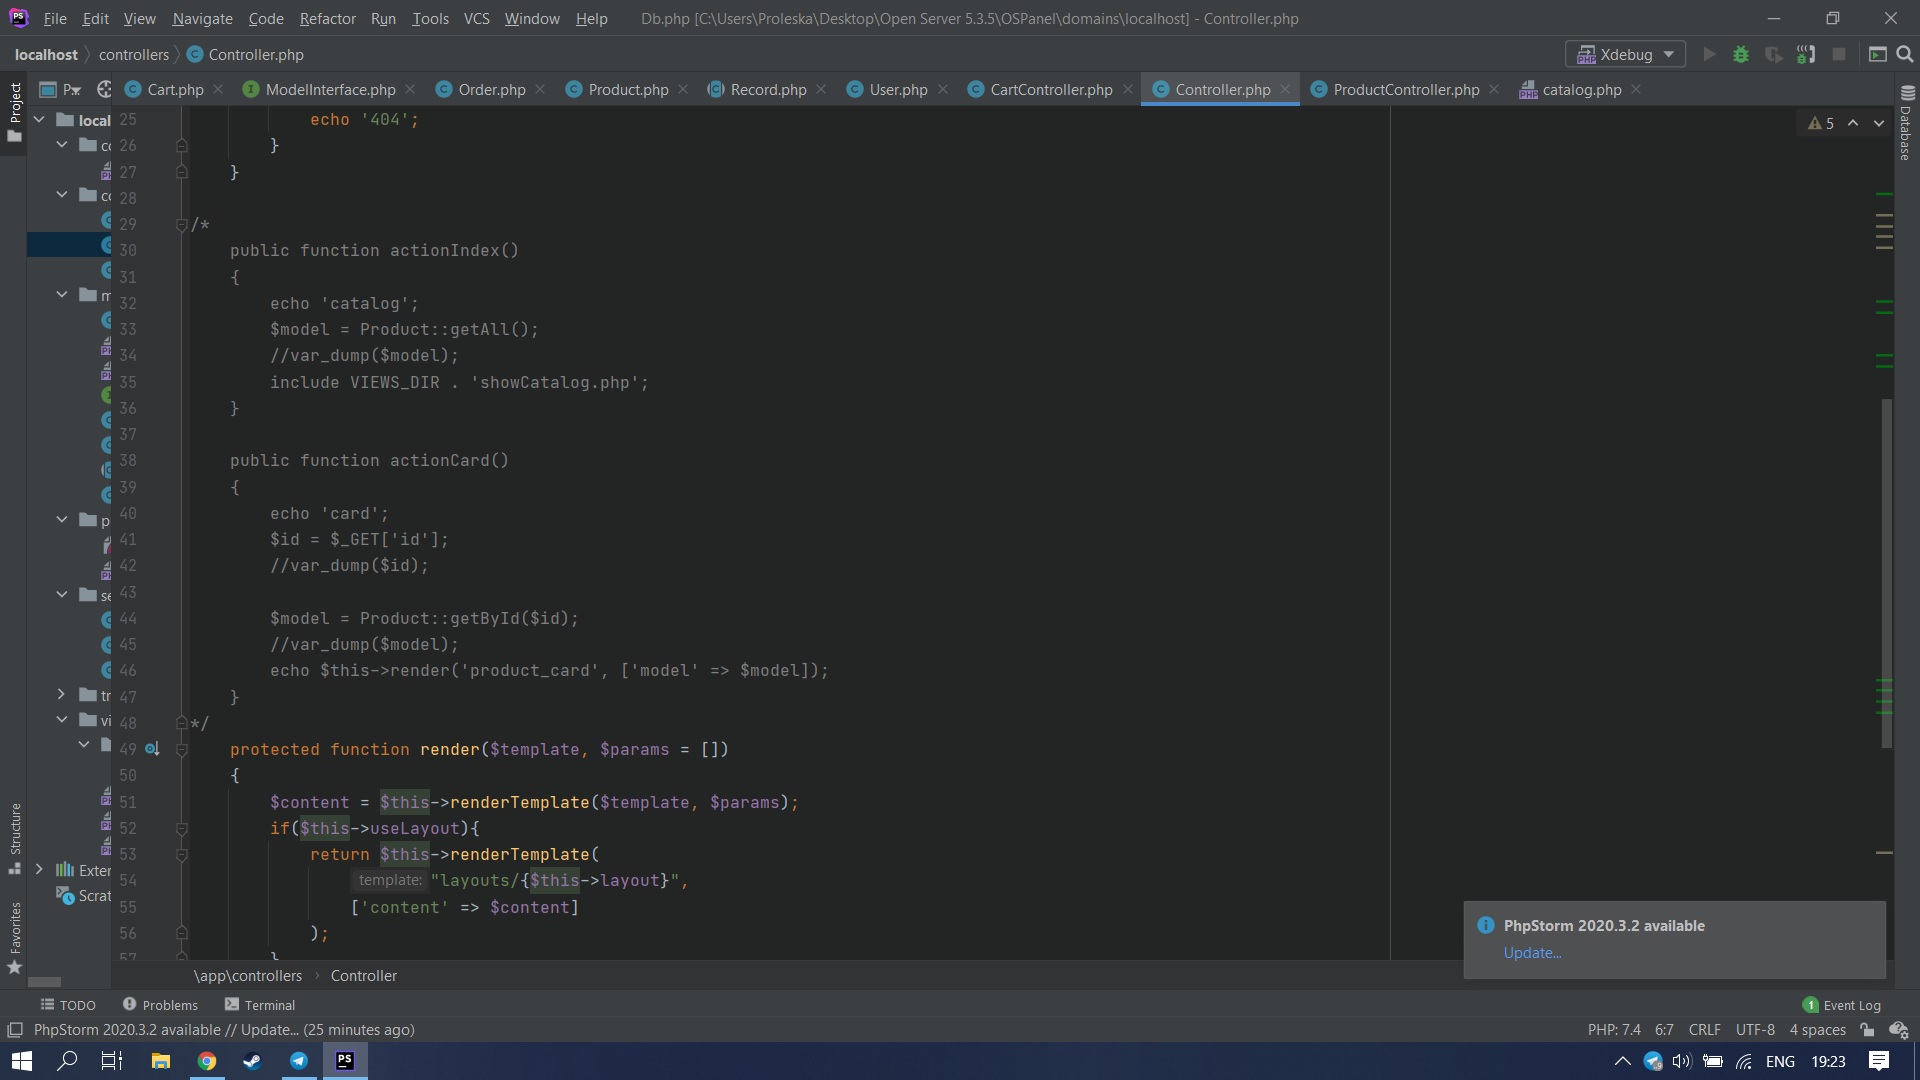 File Edit View Navigate Code Refactor Run Tools VCS Window Help Db.php [C:\Users\Proleska\Desktop\Open Server 5.3.5\OSPanel\domains\localhost] - Controller.php
localhost controllers Controller.php Xdebug
P... Cart.php ModelInterface.php Order.php Product.php Record.php User.php CartController.php Controller.php ProductController.php catalog.php
Project
Structure
Favorites
Database
local
Exter
Scrat
5
25 echo '404';
26 }
27 }
28
29 /*
30 public function actionIndex()
31 {
32 echo 'catalog';
33 $model = Product::getAll();
34 //var_dump($model);
35 include VIEWS_DIR . 'showCatalog.php';
36 }
37
38 public function actionCard()
39 {
40 echo 'card';
41 $id = $_GET['id'];
42 //var_dump($id);
43
44 $model = Product::getById($id);
45 //var_dump($model);
46 echo $this->render('product_card', ['model' => $model]);
47 }
48 */
49 protected function render($template, $params = [])
50 {
51 $content = $this->renderTemplate($template, $params);
52 if($this->useLayout){
53 return $this->renderTemplate(
54 template: "layouts/{$this->layout}",
55 ['content' => $content]
56 );
57 }
PhpStorm 2020.3.2 available
Update...
\app\controllers Controller
TODO Problems Terminal 1 Event Log
PhpStorm 2020.3.2 available // Update... (25 minutes ago) PHP: 7.4 6:7 CRLF UTF-8 4 spaces
PS ENG 19:23